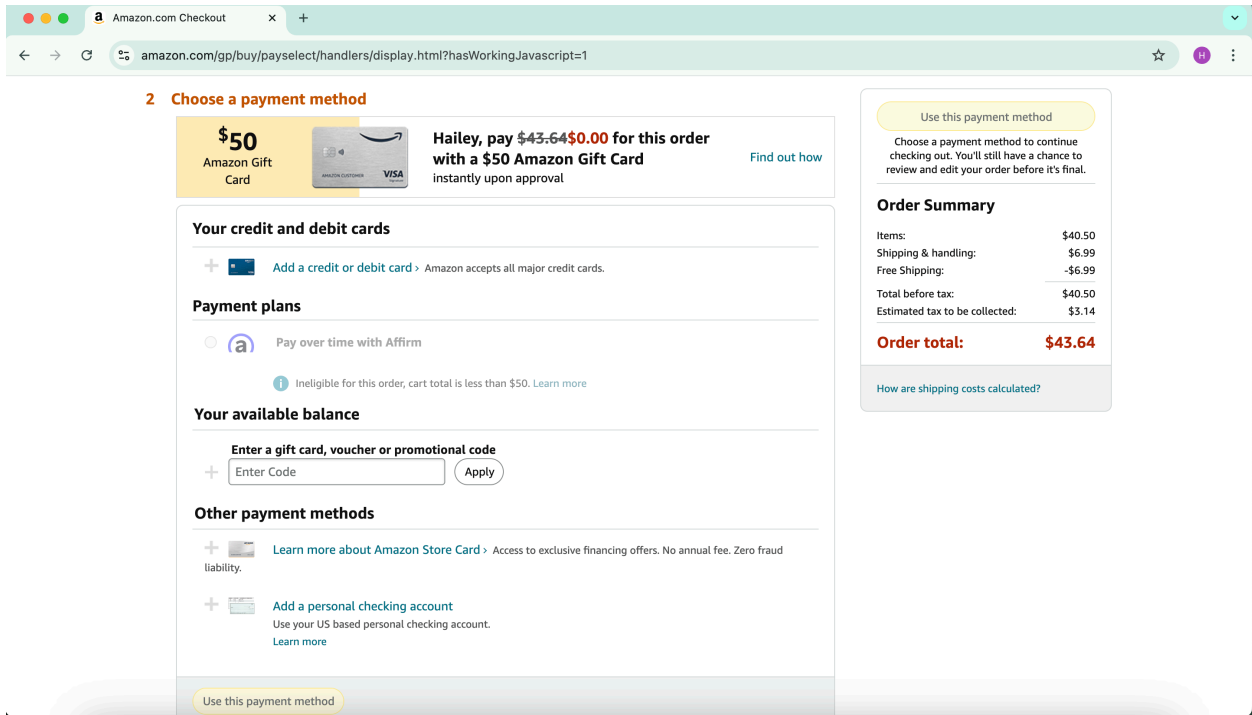 Amazon.com Checkout
amazon.com/gp/buy/payselect/handlers/display.html?hasWorkingJavascript=1
H
2 Choose a payment method
$50
Amazon Gift
Card
AMAZON CUSTOMER
VISA
Signature
Hailey, pay $43.64$0.00 for this order
with a $50 Amazon Gift Card
instantly upon approval
Find out how
Your credit and debit cards
Add a credit or debit card › Amazon accepts all major credit cards.
Payment plans
a Pay over time with Affirm
i Ineligible for this order, cart total is less than $50. Learn more
Your available balance
Enter a gift card, voucher or promotional code
Enter Code Apply
Other payment methods
Learn more about Amazon Store Card › Access to exclusive financing offers. No annual fee. Zero fraud
liability.
Add a personal checking account
Use your US based personal checking account.
Learn more
Use this payment method
Use this payment method
Choose a payment method to continue
checking out. You'll still have a chance to
review and edit your order before it's final.
Order Summary
Items: $40.50
Shipping & handling: $6.99
Free Shipping: -$6.99
Total before tax: $40.50
Estimated tax to be collected: $3.14
Order total: $43.64
How are shipping costs calculated?